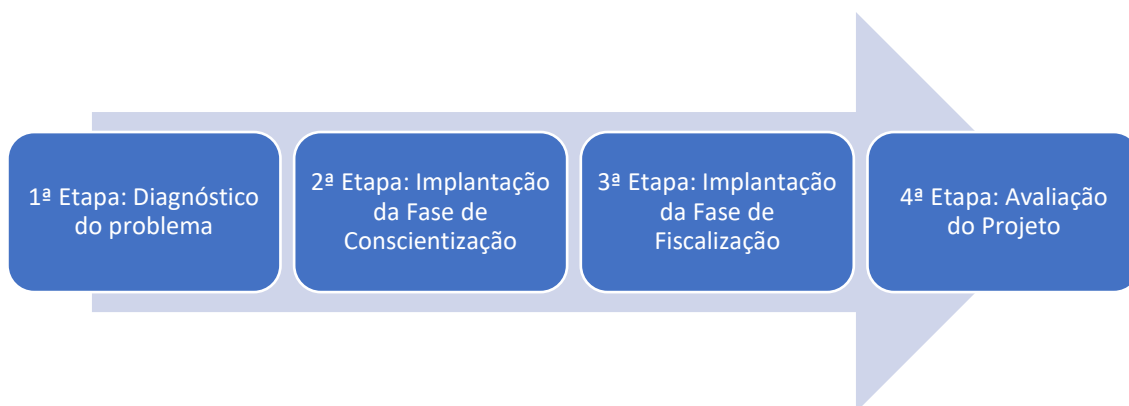 1ª Etapa: Diagnóstico
do problema
2ª Etapa: Implantação
da Fase de
Conscientização
3ª Etapa: Implantação
da Fase de
Fiscalização
4ª Etapa: Avaliação
do Projeto